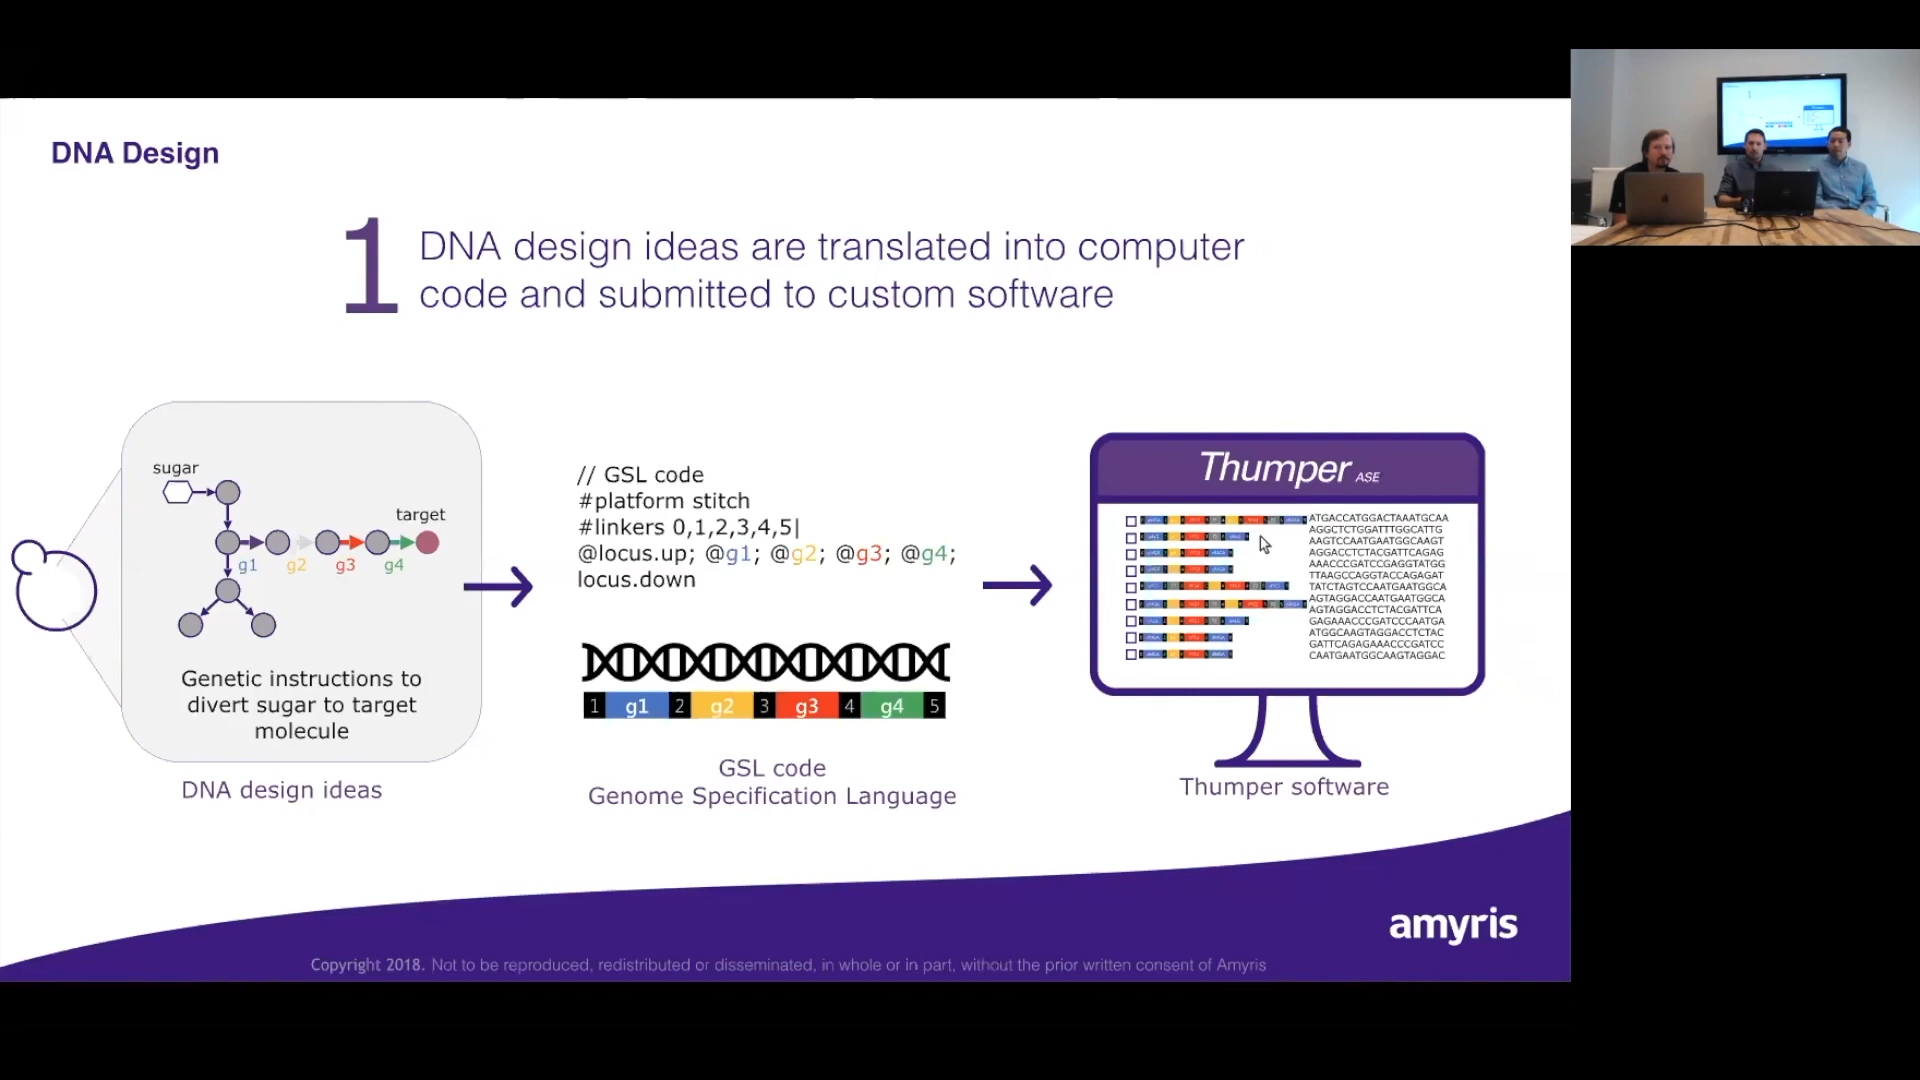 DNA Design
1
DNA design ideas are translated into computer
code and submitted to custom software
sugar
target
g1
g2
g3
g4
Genetic instructions to
divert sugar to target
molecule
DNA design ideas
// GSL code
#platform stitch
#linkers 0,1,2,3,4,5|
@locus.up; @g1; @g2; @g3; @g4;
locus.down
1 g1 2 g2 3 g3 4 g4 5
GSL code
Genome Specification Language
Thumper ASE
ATGACCATGGACTAAATGCAA
AGGCTCTGGATTTGGCATTG
AAGTCCAATGAATGGCAAGT
AGGACCTCTACGATTCAGAG
AAACCCGATCCGAGGTATGG
TTAAGCCAGGTACCAGAGAT
TATCTAGTCCAATGAATGGCA
AGTAGGACCAATGAATGGCA
AGTAGGACCTCTACGATTCA
GAGAAACCCGATCCCAATGA
ATGGCAAGTAGGACCTCTAC
GATTCAGAGAAACCCGATCC
CAATGAATGGCAAGTAGGAC
Thumper software
amyris
Copyright 2018. Not to be reproduced, redistributed or disseminated, in whole or in part, without the prior written consent of Amyris